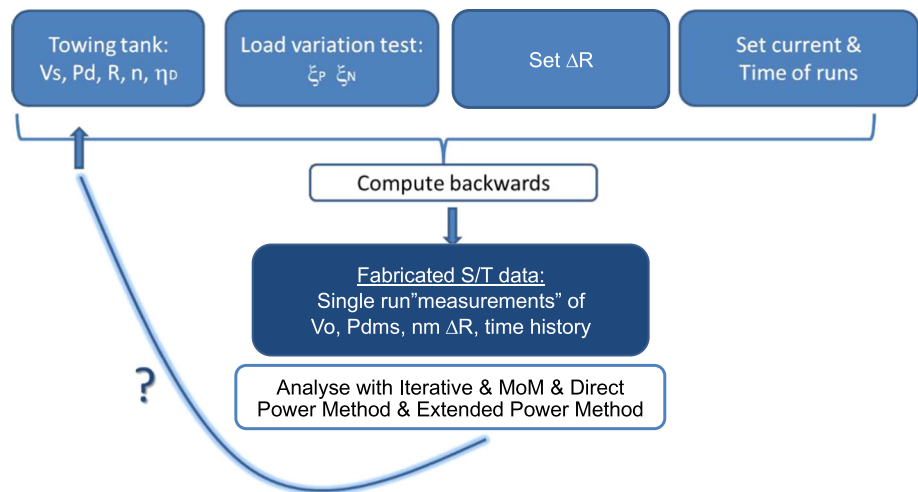 Towing tank:
Vs, Pd, R, n, ηD
Load variation test:
ξP ξN
Set ΔR
Set current &
Time of runs
Compute backwards
Fabricated S/T data:
Single run”measurements” of
Vo, Pdms, nm ΔR, time history
?
Analyse with Iterative & MoM & Direct
Power Method & Extended Power Method